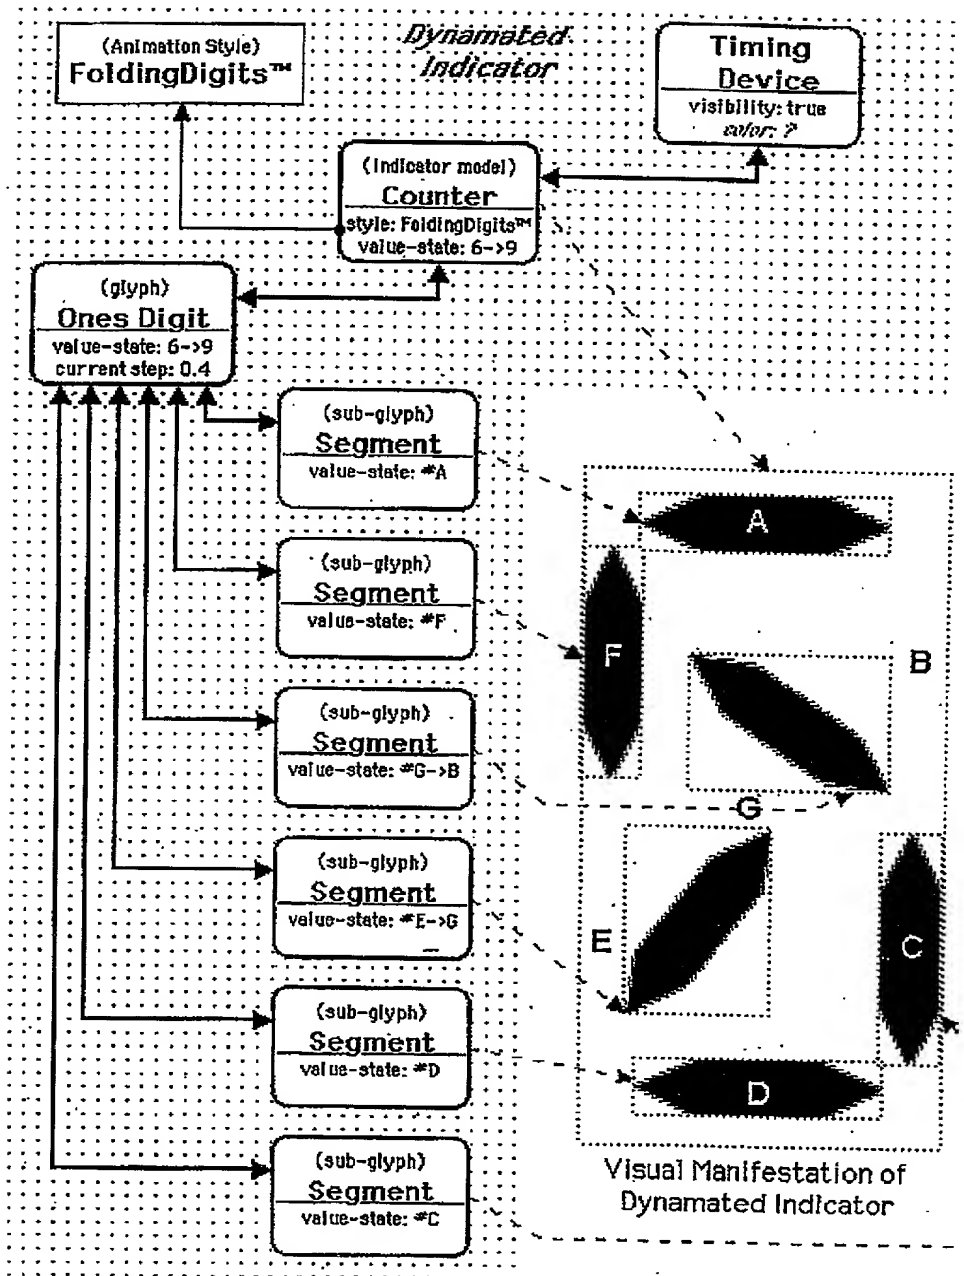 (Animation Style)
FoldingDigits™
Dynamated
Indicator
Timing
Device
visibility: true
color: ?
(indicator model)
Counter
style: FoldingDigits™
value-state: 6->9
(glyph)
Ones Digit
value-state: 6->9
current step: 0.4
(sub-glyph)
Segment
value-state: #A
(sub-glyph)
Segment
value-state: #F
(sub-glyph)
Segment
value-state: #G->B
(sub-glyph)
Segment
value-state: #E->G
(sub-glyph)
Segment
value-state: #D
(sub-glyph)
Segment
value-state: #C
A
F
B
G
E
C
D
Visual Manifestation of
Dynamated Indicator